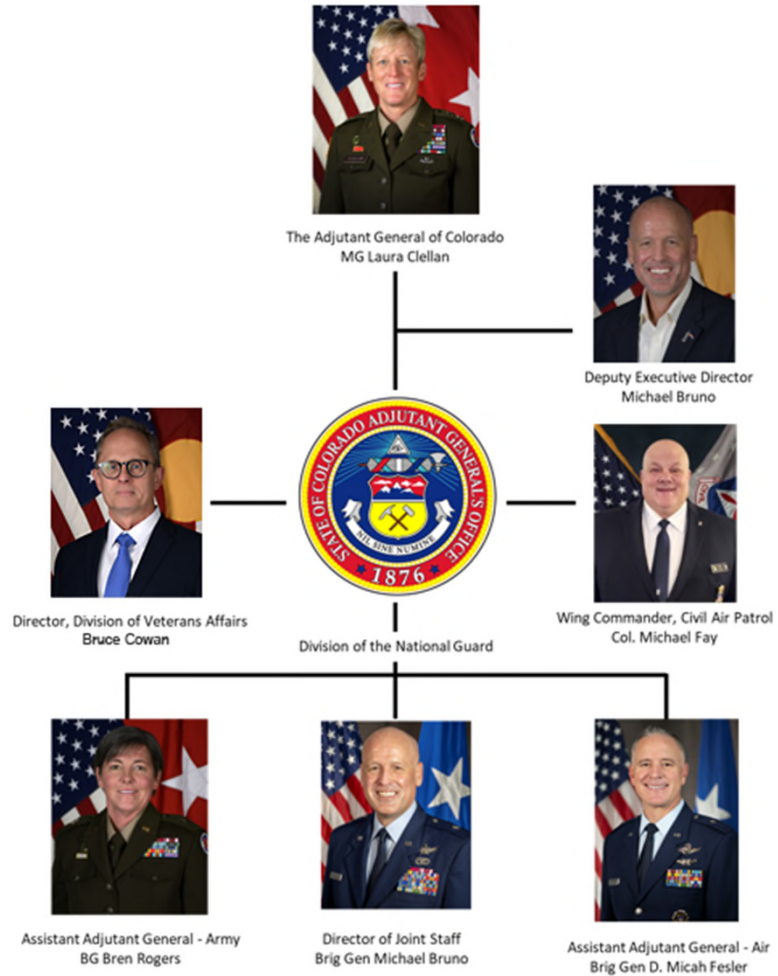 The Adjutant General of Colorado
MG Laura Clellan
Deputy Executive Director
Michael Bruno
STATE OF COLORADO ADJUTANT GENERAL'S OFFICE
NIL SINE NUMINE
1876
Director, Division of Veterans Affairs
Bruce Cowan
Wing Commander, Civil Air Patrol
Col. Michael Fay
Division of the National Guard
Assistant Adjutant General - Army
BG Bren Rogers
Director of Joint Staff
Brig Gen Michael Bruno
Assistant Adjutant General - Air
Brig Gen D. Micah Fesler